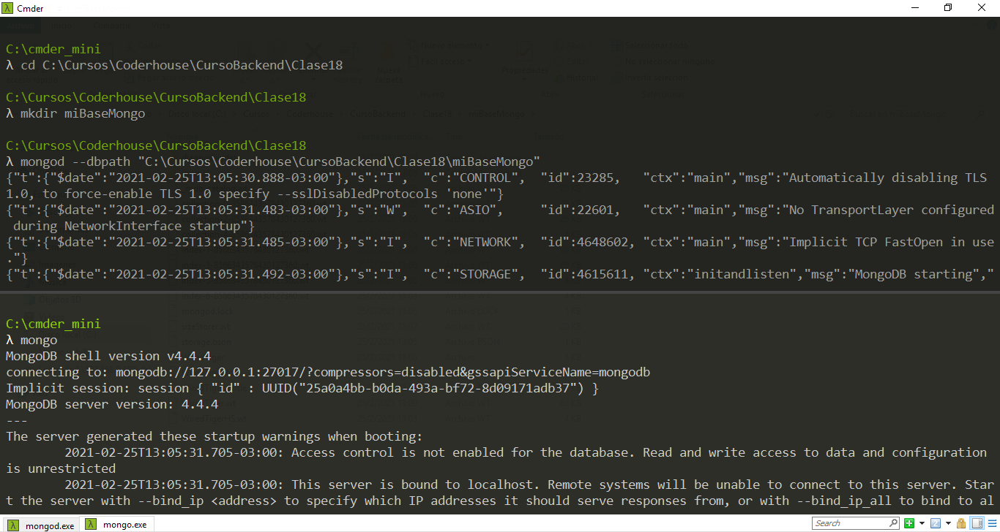 Cmder
C:\cmder_mini
λ cd C:\Cursos\Coderhouse\CursoBackend\Clase18
C:\Cursos\Coderhouse\CursoBackend\Clase18
λ mkdir miBaseMongo
C:\Cursos\Coderhouse\CursoBackend\Clase18
λ mongod --dbpath "C:\Cursos\Coderhouse\CursoBackend\Clase18\miBaseMongo"
{"t":{"$date":"2021-02-25T13:05:30.888-03:00"},"s":"I",  "c":"CONTROL",  "id":23285,   "ctx":"main","msg":"Automatically disabling TLS
1.0, to force-enable TLS 1.0 specify --sslDisabledProtocols 'none'"}
{"t":{"$date":"2021-02-25T13:05:31.483-03:00"},"s":"W",  "c":"ASIO",     "id":22601,   "ctx":"main","msg":"No TransportLayer configured
during NetworkInterface startup"}
{"t":{"$date":"2021-02-25T13:05:31.485-03:00"},"s":"I",  "c":"NETWORK",  "id":4648602, "ctx":"main","msg":"Implicit TCP FastOpen in use
."}
{"t":{"$date":"2021-02-25T13:05:31.492-03:00"},"s":"I",  "c":"STORAGE",  "id":4615611, "ctx":"initandlisten","msg":"MongoDB starting","
C:\cmder_mini
λ mongo
MongoDB shell version v4.4.4
connecting to: mongodb://127.0.0.1:27017/?compressors=disabled&gssapiServiceName=mongodb
Implicit session: session { "id" : UUID("25a0a4bb-b0da-493a-bf72-8d09171adb37") }
MongoDB server version: 4.4.4
---
The server generated these startup warnings when booting:
        2021-02-25T13:05:31.705-03:00: Access control is not enabled for the database. Read and write access to data and configuration
is unrestricted
        2021-02-25T13:05:31.705-03:00: This server is bound to localhost. Remote systems will be unable to connect to this server. Star
t the server with --bind_ip <address> to specify which IP addresses it should serve responses from, or with --bind_ip_all to bind to al
mongod.exe mongo.exe Search